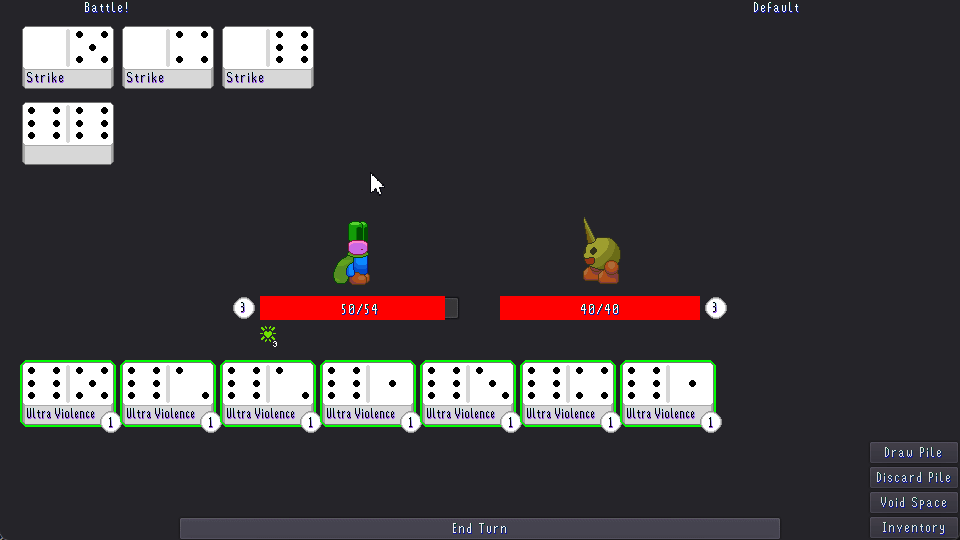 Battle!
Default
Strike
Strike
Strike
3
50/54
40/40
3
3
Ultra Violence
1
Ultra Violence
1
Ultra Violence
1
Ultra Violence
1
Ultra Violence
1
Ultra Violence
1
Ultra Violence
1
Draw Pile
Discard Pile
Void Space
Inventory
End Turn